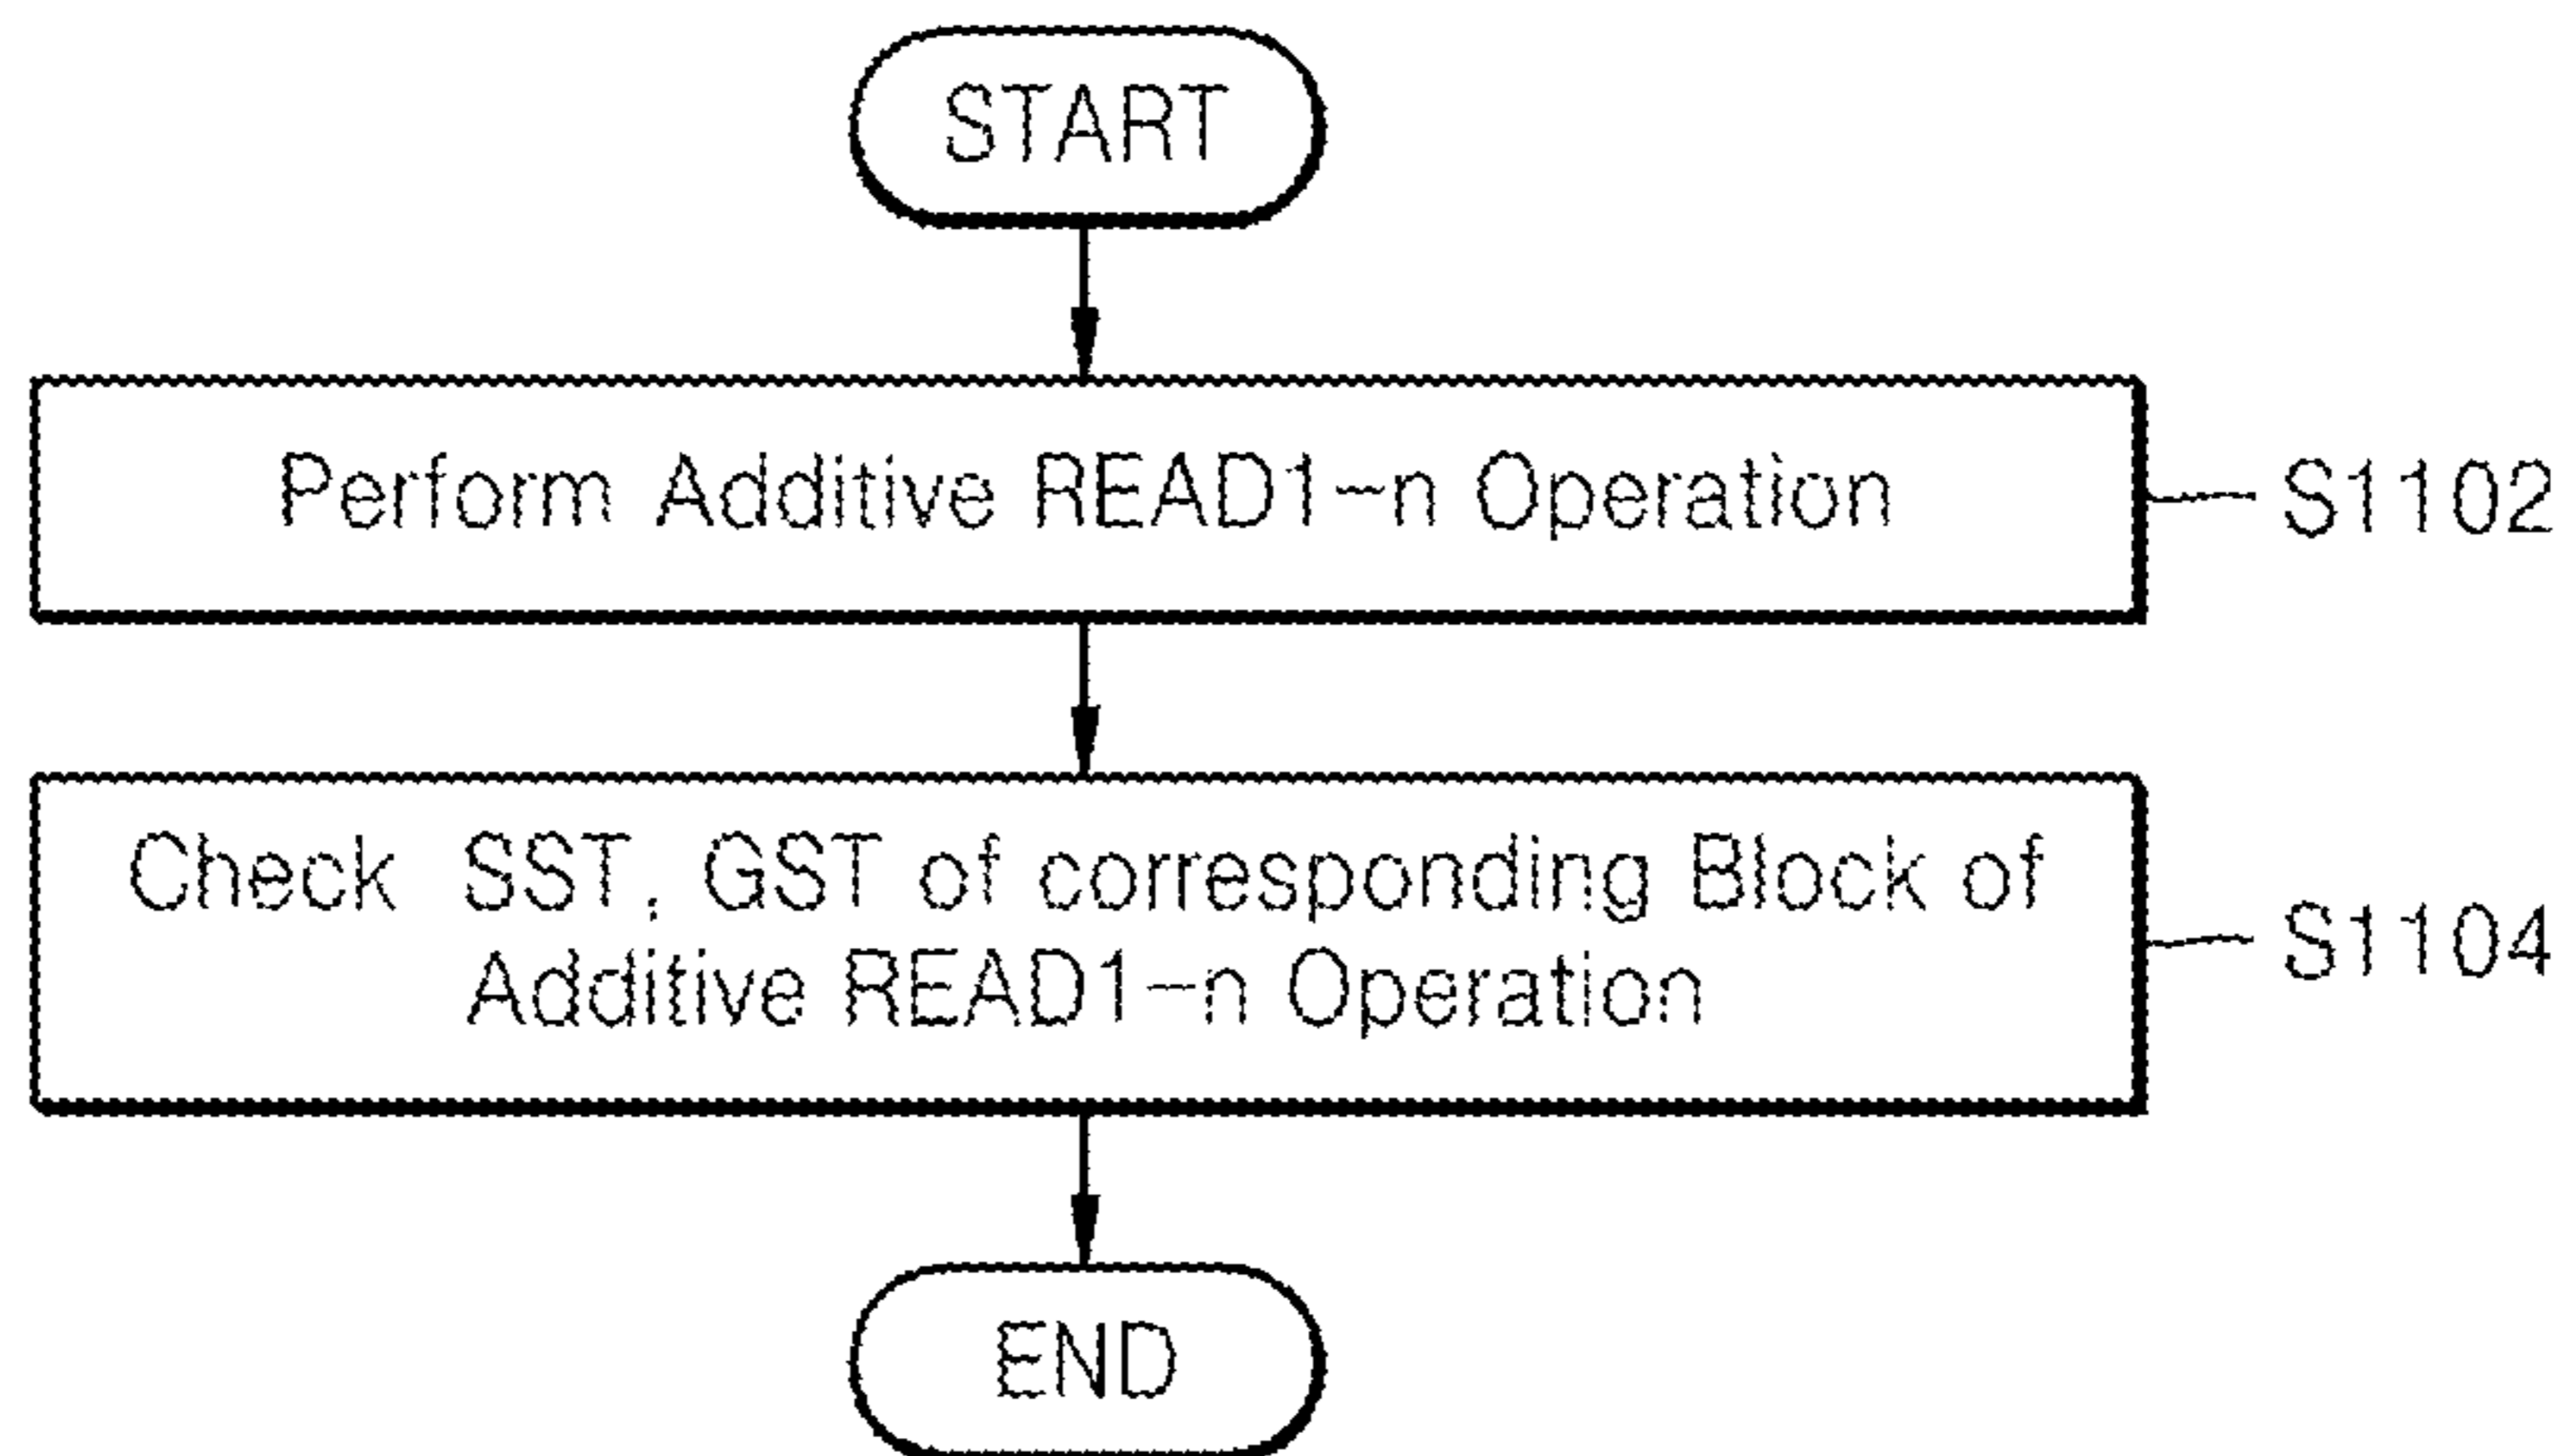 START
Perform Additive READ1-n Operation
S1102
Check SST, GST of corresponding Block of
Additive READ1-n Operation
S1104
END